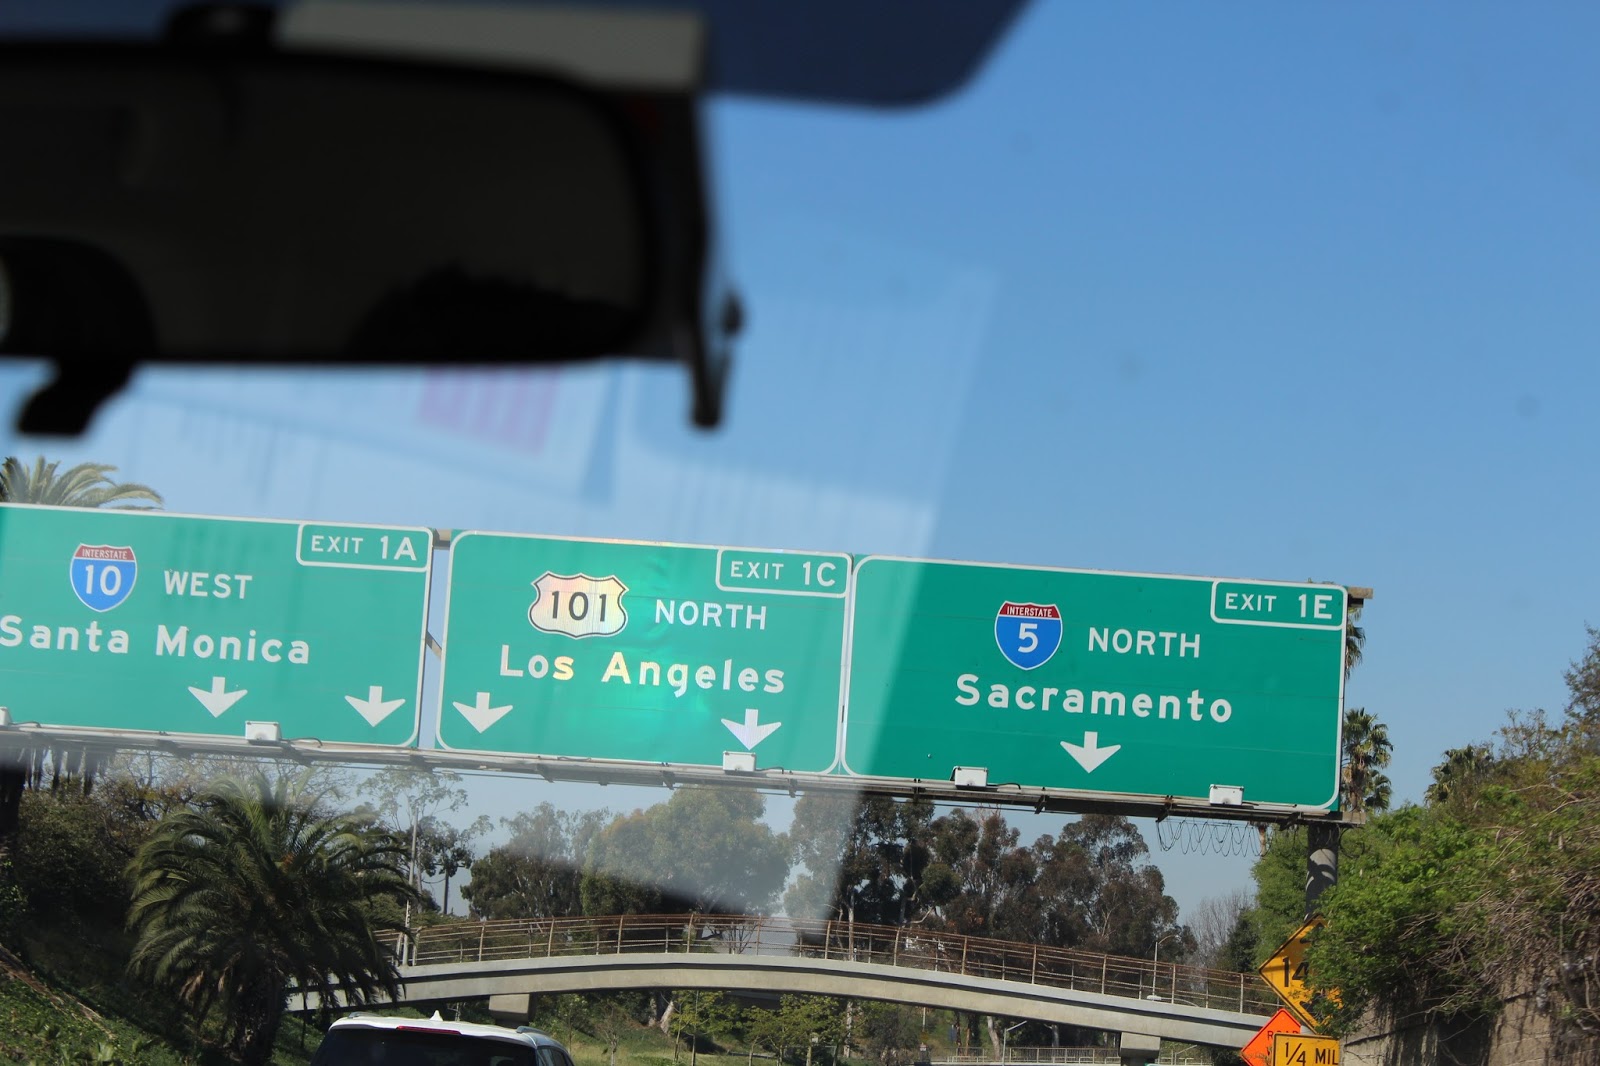 EXIT 1A
INTERSTATE
10 WEST
Santa Monica
EXIT 1C
101 NORTH
Los Angeles
EXIT 1E
INTERSTATE
5 NORTH
Sacramento
1/4 MIL